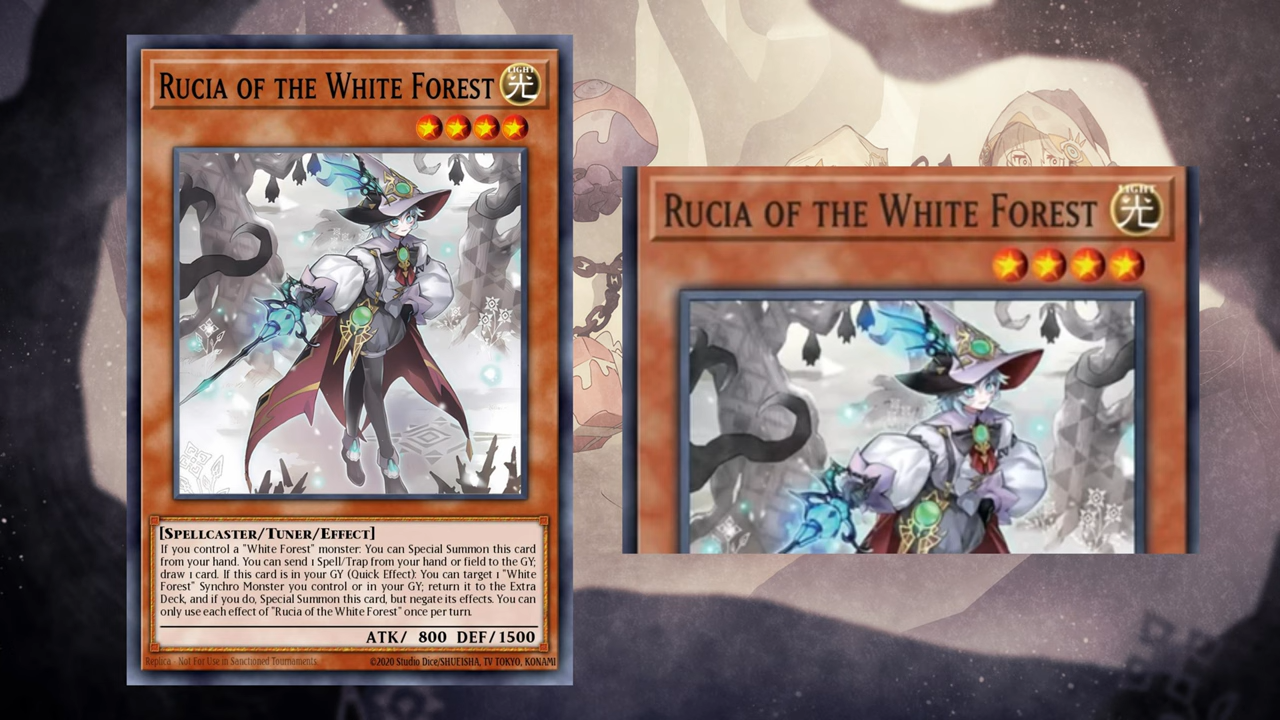 RUCIA OF THE WHITE FOREST
LIGHT
光
[SPELLCASTER/TUNER/EFFECT]
If you control a "White Forest" monster: You can Special Summon this card
from your hand. You can send 1 Spell/Trap from your hand or field to the GY;
draw 1 card. If this card is in your GY (Quick Effect): You can target 1 "White
Forest" Synchro Monster you control or in your GY; return it to the Extra
Deck, and if you do, Special Summon this card, but negate its effects. You can
only use each effect of "Rucia of the White Forest" once per turn.
ATK/ 800 DEF/1500
Replica - Not For Use in Sanctioned Tournaments
©2020 Studio Dice/SHUEISHA, TV TOKYO, KONAMI
RUCIA OF THE WHITE FOREST
LIGHT
光